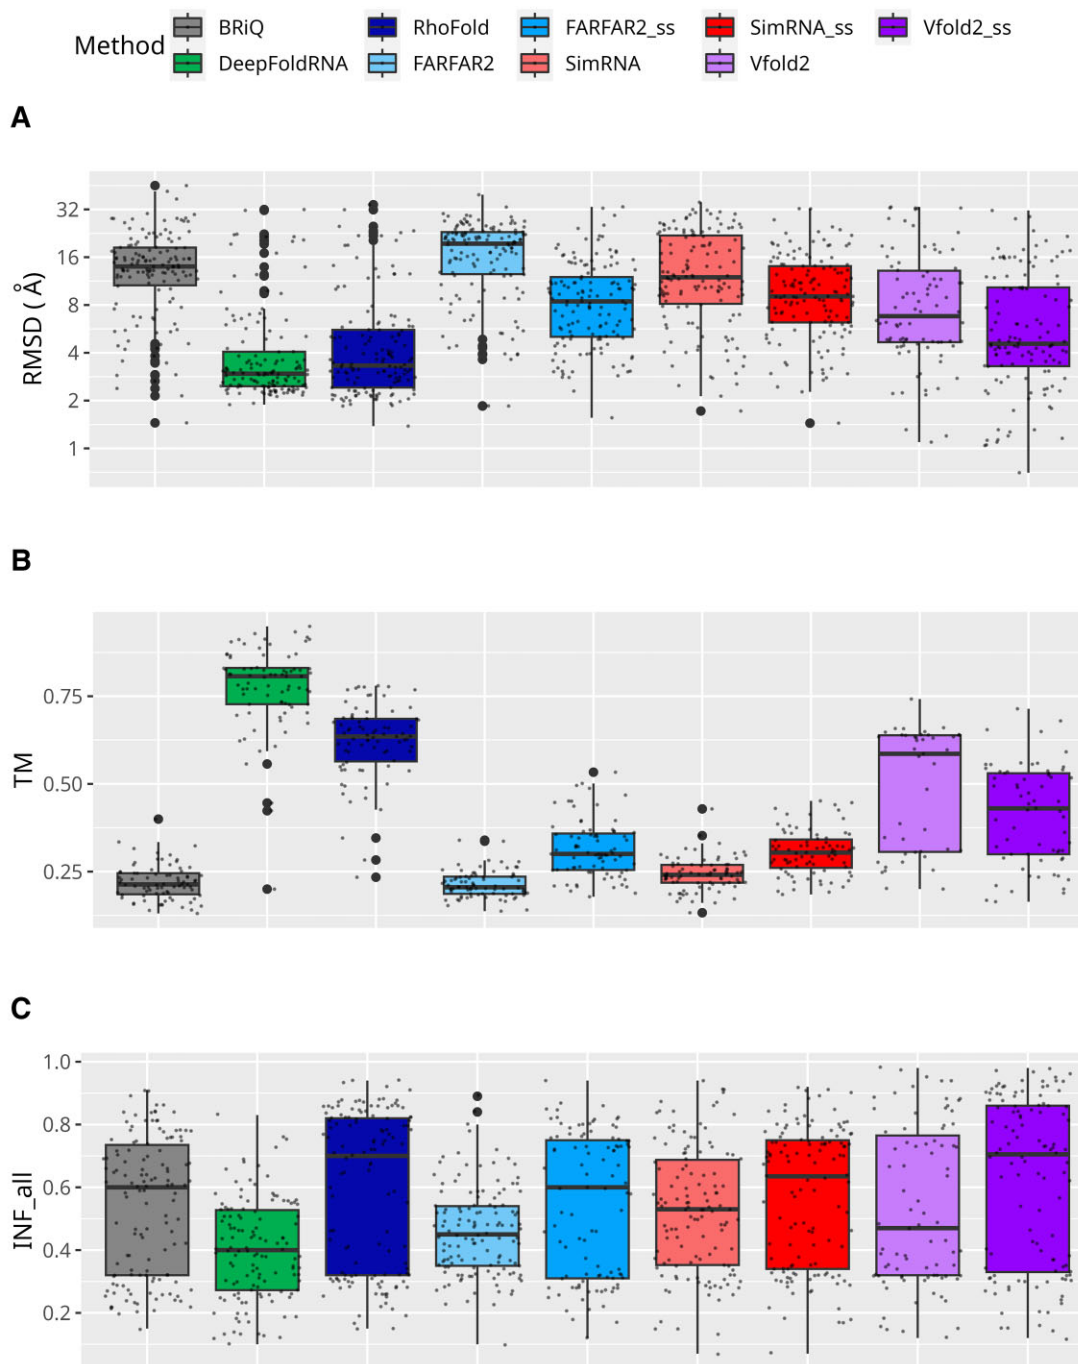 Method BRiQ RhoFold FARFAR2_ss SimRNA_ss Vfold2_ss
DeepFoldRNA FARFAR2 SimRNA Vfold2
A
RMSD ( Å)
32
16
8
4
2
1
B
TM
0.75
0.50
0.25
C
INF_all
1.0
0.8
0.6
0.4
0.2